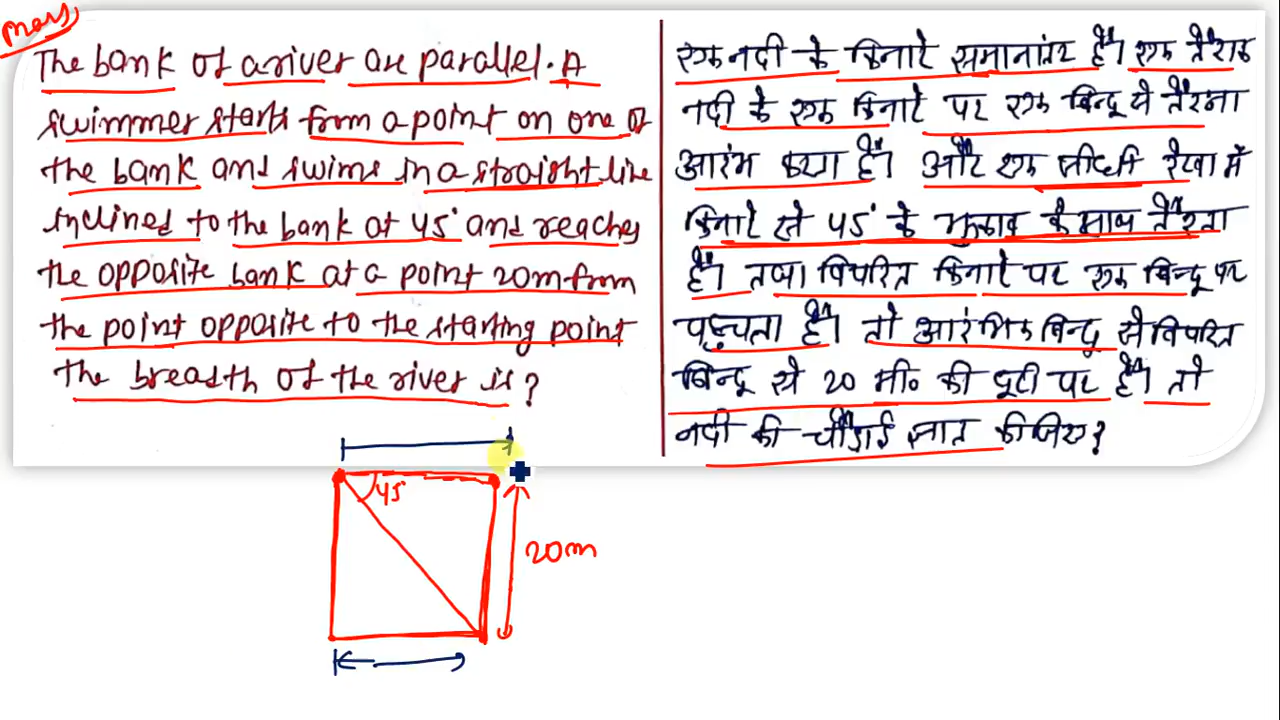 Mary
The bank of a river are parallel. A
swimmer starts from a point on one of
the bank and swims in a straight line
inclined to the bank at 45° and reaches
the opposite bank at a point 20m from
the point opposite to the starting point
the breadth of the river is?
एक नदी के किनारे समानांतर हैं। एक तैराक
नदी के एक किनारे पर एक बिन्दू से तैरना
आरंभ करता हैं। और एक सीधी रेखा में
किनारे से 45° के झुकाव के साथ तैरता
हैं। तथा विपरित किनारे पर एक बिन्दू पर
पहुचता हैं। तो आरंभिक बिन्दू से विपरित
बिन्दू से 20 मी० की दूरी पर हैं। तो
नदी की चौडाई ज्ञात कीजिए?
45
20m